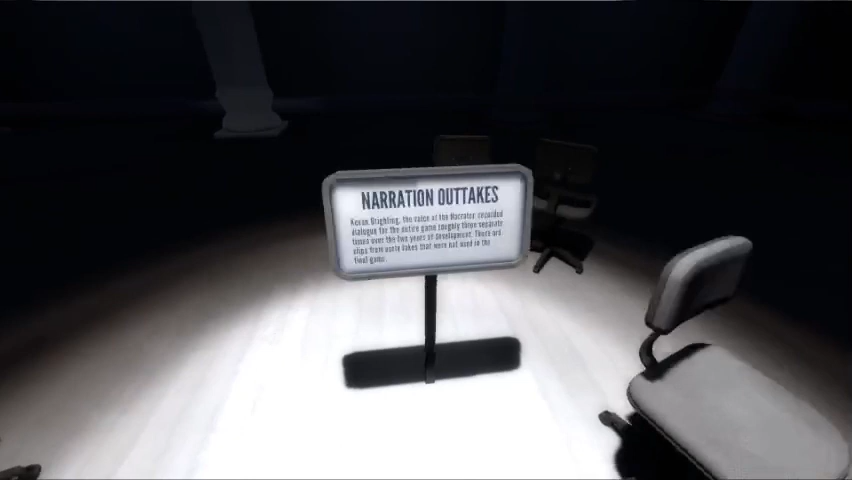 NARRATION OUTTAKES
Kevan Brighting, the voice of the Narrator, recorded
dialogue for the entire game roughly three separate
times over the two years of development. These are
clips from early takes that were not used in the
final game.